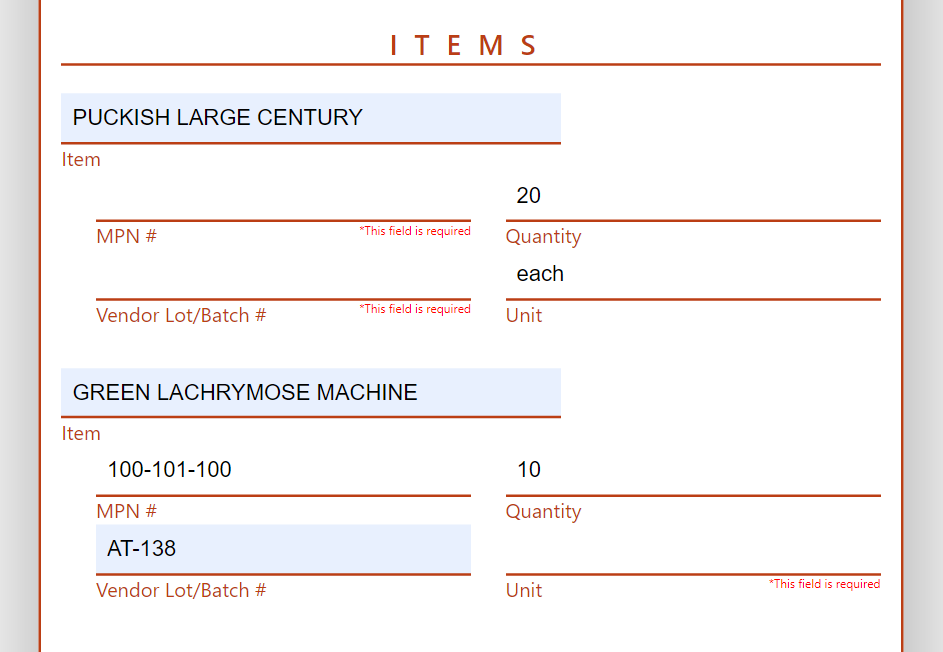 ITEMS
PUCKISH LARGE CENTURY
Item
20
MPN # *This field is required Quantity
each
Vendor Lot/Batch # *This field is required Unit
GREEN LACHRYMOSE MACHINE
Item
100-101-100 10
MPN # Quantity
AT-138
Vendor Lot/Batch # Unit *This field is required